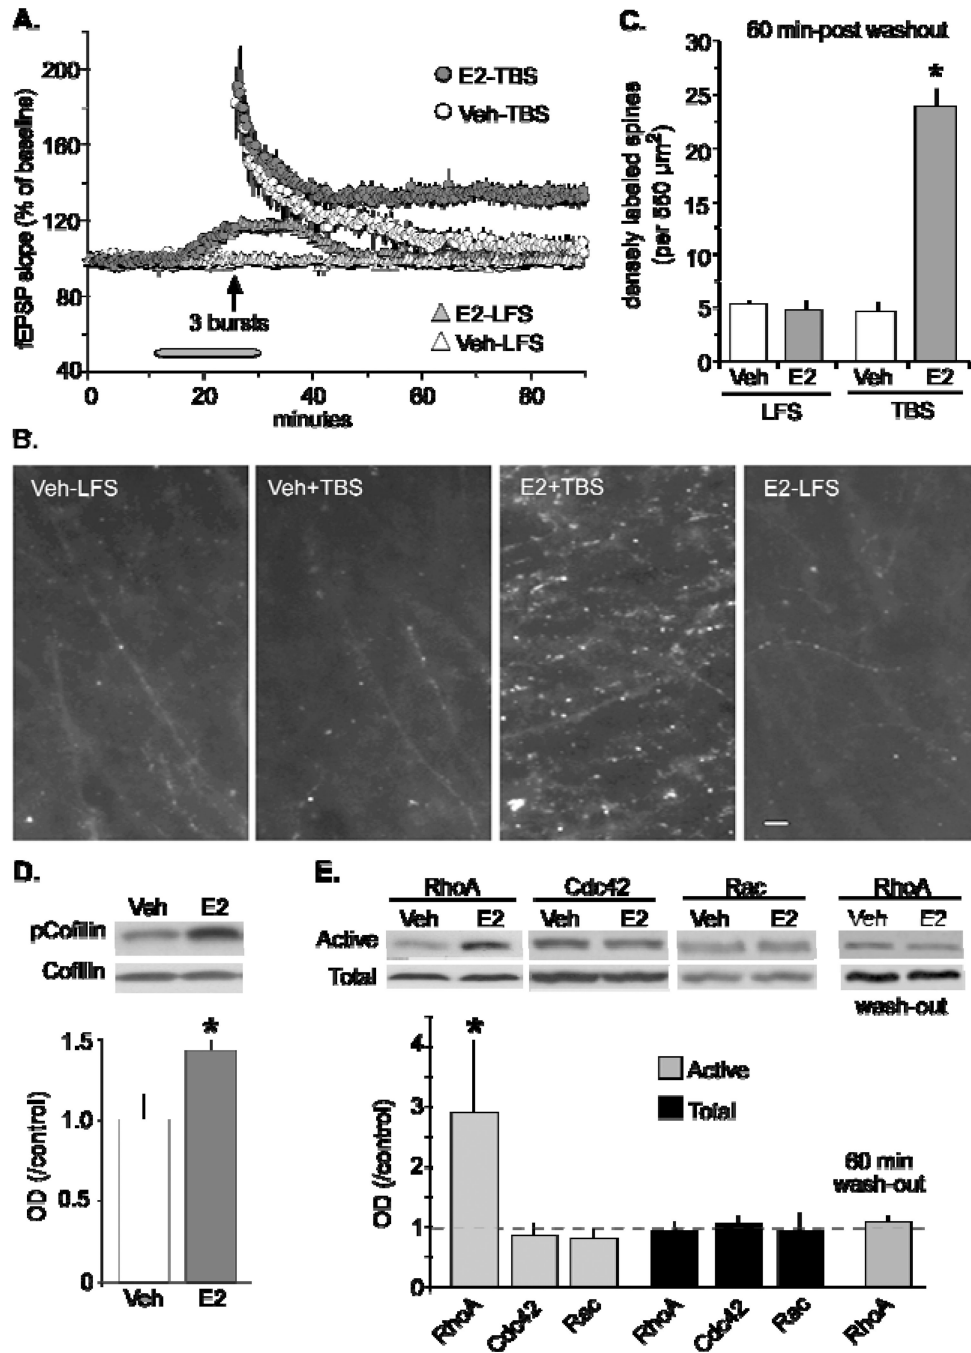 A.
fEPSP slope (% of baseline)
200
160
120
80
40
E2-TBS
Veh-TBS
3 bursts
E2-LFS
Veh-LFS
0 20 40 60 80
minutes
C.
60 min-post washout
densely labeled spines
(per 550 µm²)
30
25
20
15
10
5
0
*
Veh E2 Veh E2
LFS TBS
B.
Veh-LFS
Veh+TBS
E2+TBS
E2-LFS
D.
Veh E2
pCofilin
Cofilin
OD (/control)
1.5
1.0
0.5
0
*
Veh E2
E.
RhoA Cdc42 Rac RhoA
Veh E2 Veh E2 Veh E2 Veh E2
Active
Total
wash-out
OD (/control)
4
3
2
1
0
*
Active
Total
60 min
wash-out
RhoA Cdc42 Rac RhoA Cdc42 Rac RhoA